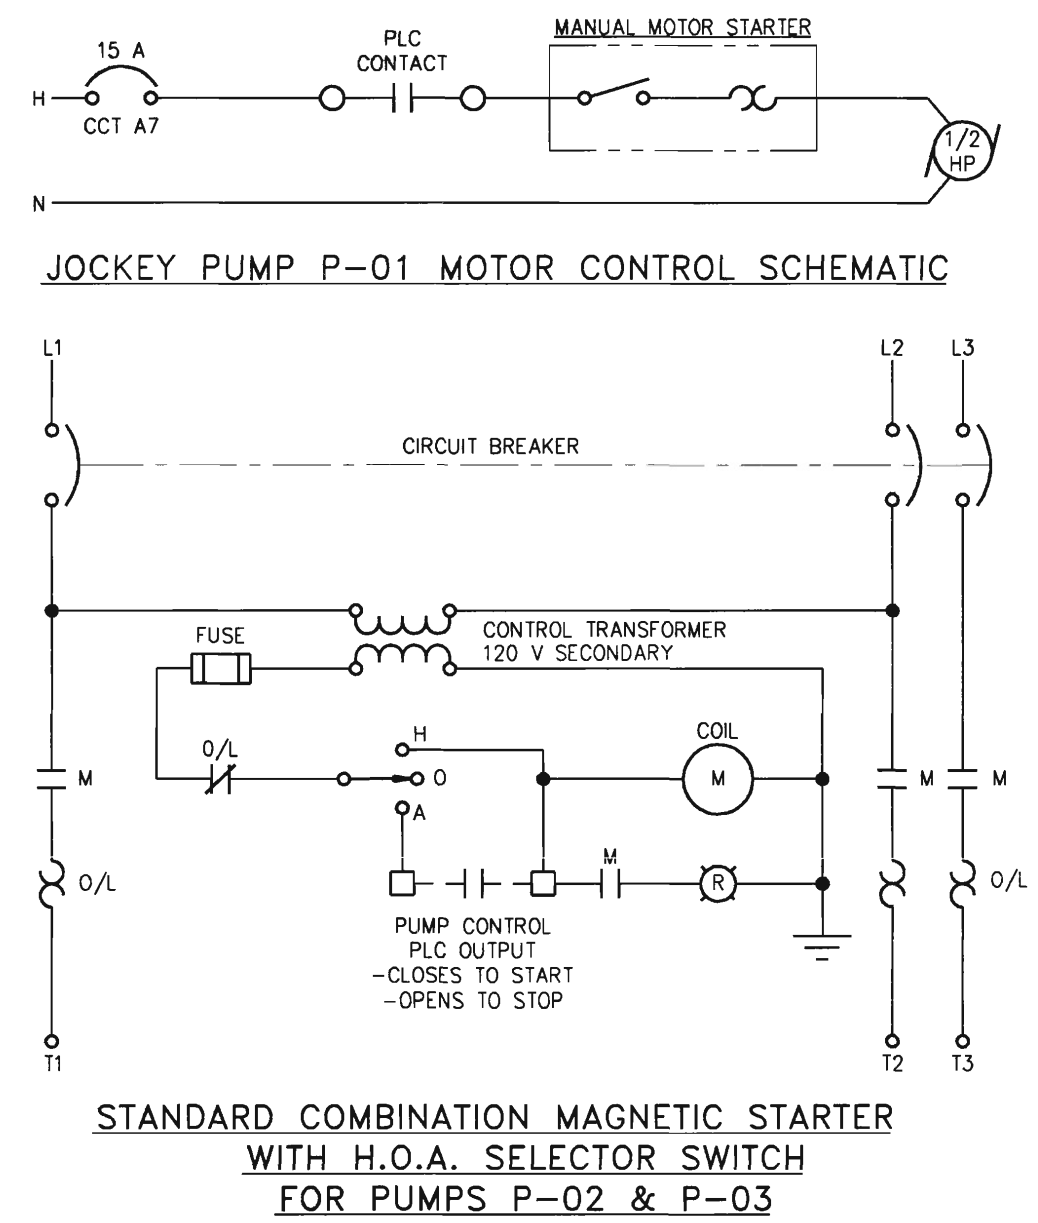 MANUAL MOTOR STARTER
15 A
PLC
CONTACT
H
CCT A7
1/2
HP
N
JOCKEY PUMP P-01 MOTOR CONTROL SCHEMATIC
L1
L2
L3
CIRCUIT BREAKER
FUSE
CONTROL TRANSFORMER
120 V SECONDARY
O/L
H
COIL
M
O
M
M
M
A
O/L
M
R
O/L
PUMP CONTROL
PLC OUTPUT
-CLOSES TO START
-OPENS TO STOP
T1
T2
T3
STANDARD COMBINATION MAGNETIC STARTER
WITH H.O.A. SELECTOR SWITCH
FOR PUMPS P-02 & P-03